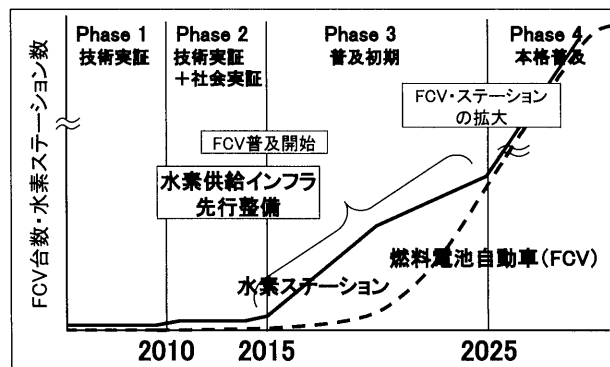 Phase 1
技術実証
Phase 2
技術実証
+社会実証
Phase 3
普及初期
Phase 4
本格普及
FCV台数・水素ステーション数
FCV・ステーション
の拡大
FCV普及開始
水素供給インフラ
先行整備
燃料電池自動車(FCV)
水素ステーション
2010
2015
2025